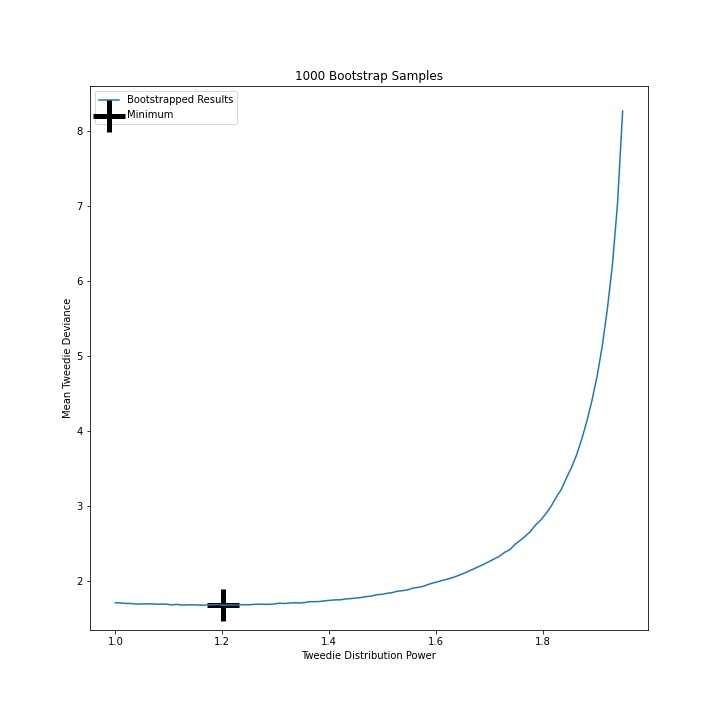 1000 Bootstrap Samples
Bootstrapped Results
Minimum
8
7
6
5
4
3
2
Mean Tweedie Deviance
1.0 1.2 1.4 1.6 1.8
Tweedie Distribution Power